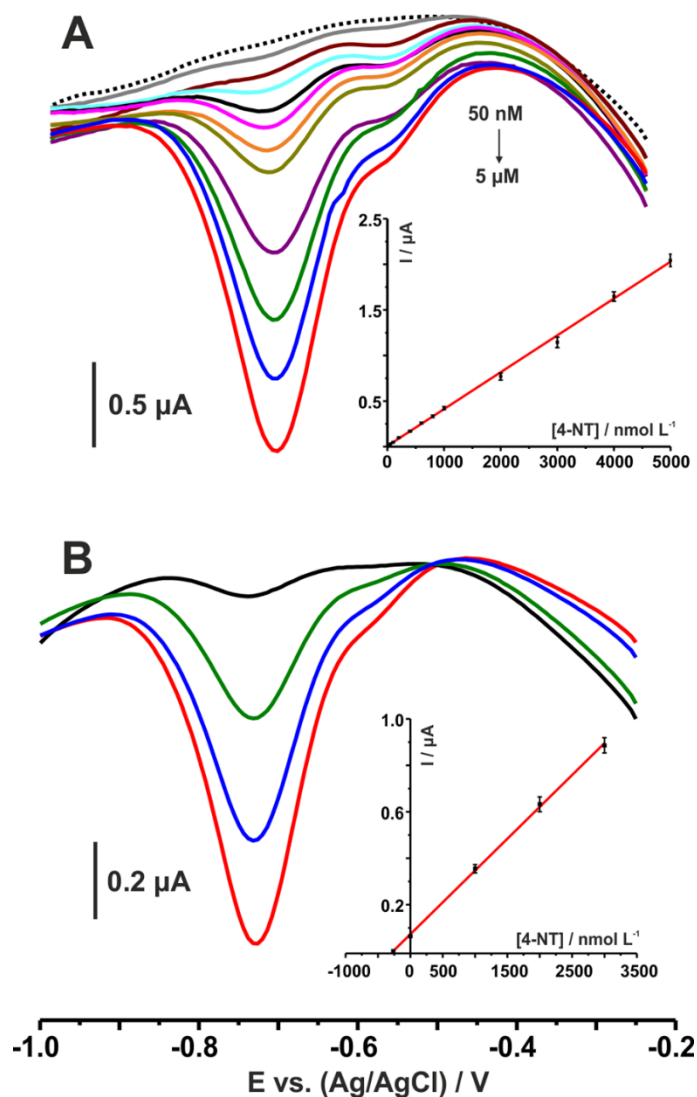 A
50 nM
5 µM
0.5 µA
I / µA
2.5
1.5
0.5
[4-NT] / nmol L⁻¹
0 1000 2000 3000 4000 5000
B
0.2 µA
I / µA
1.0
0.6
0.2
[4-NT] / nmol L⁻¹
-1000 0 500 1500 2500 3500
-1.0 -0.8 -0.6 -0.4 -0.2
E vs. (Ag/AgCl) / V